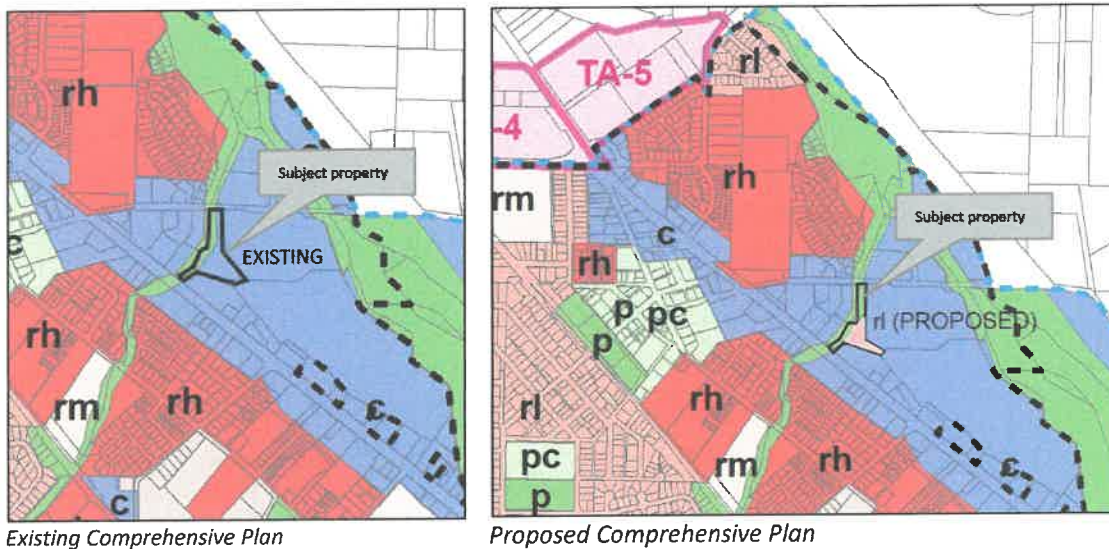 rh
Subject property
EXISTING
c
rh
rm
rh
c
c
Existing Comprehensive Plan
TA-5
rl
-4
rm
rh
c
Subject property
rh
p
pc
p
rl (PROPOSED)
rl
rh
rm
rh
pc
p
c
Proposed Comprehensive Plan